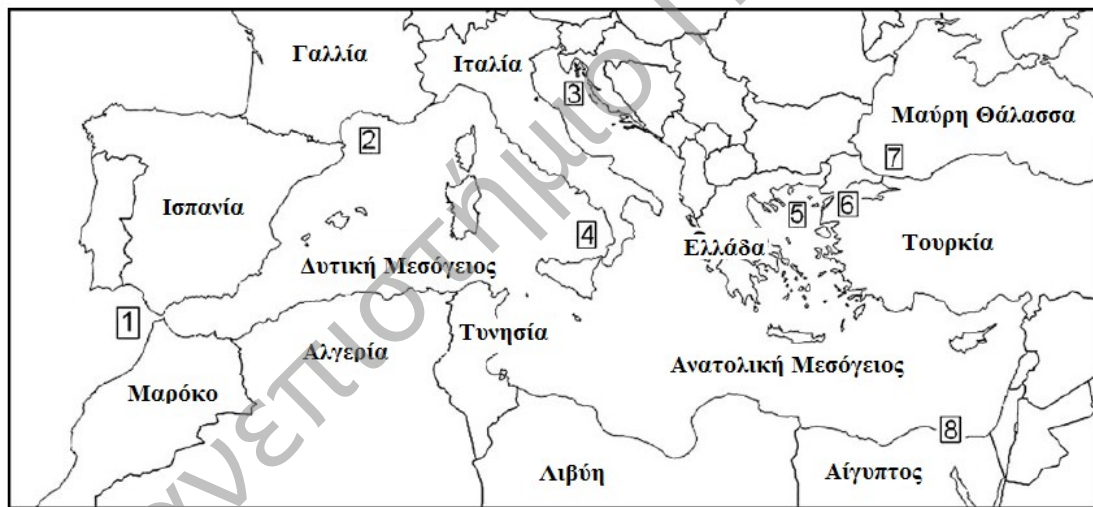 Γαλλία
Ιταλία
3
Μαύρη Θάλασσα
2
7
Ισπανία
4
5
6
Ελλάδα
Τουρκία
Δυτική Μεσόγειος
1
Τυνησία
Αλγερία
Ανατολική Μεσόγειος
Μαρόκο
8
Λιβύη
Αίγυπτος
ανεπιστήμιο